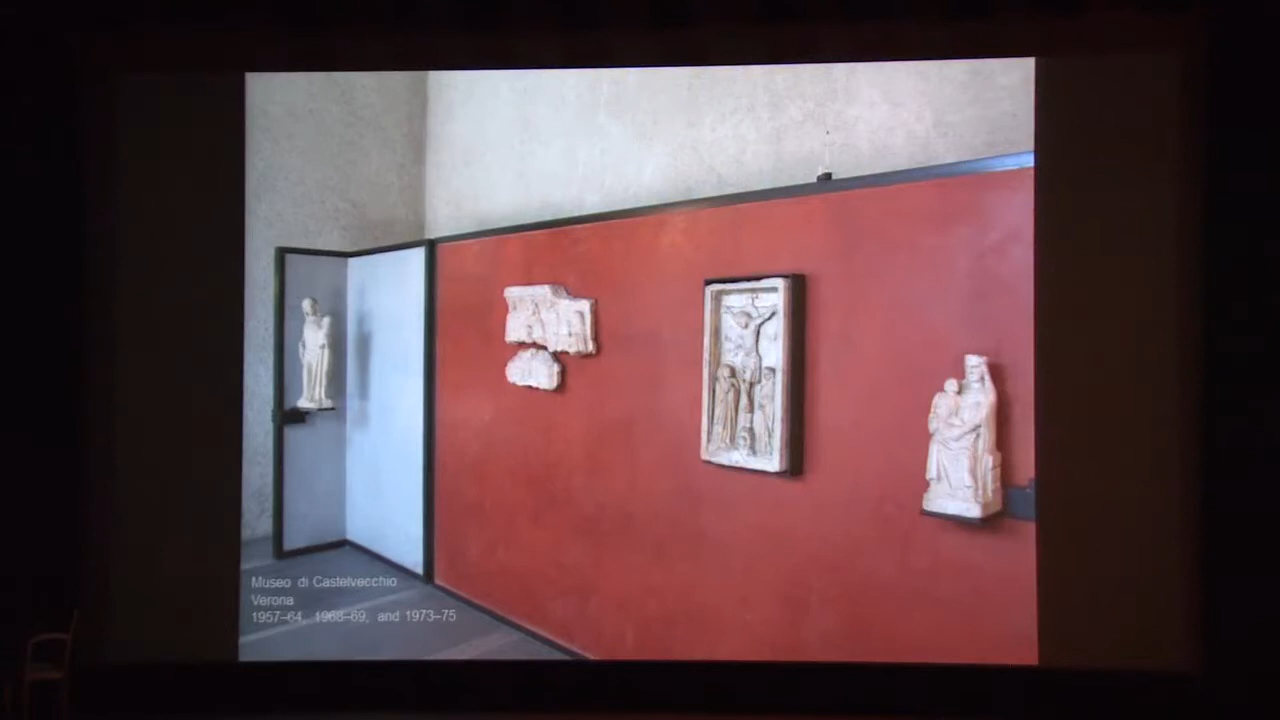 Museo di Castelvecchio
Verona
1957–64, 1968–69, and 1973–75